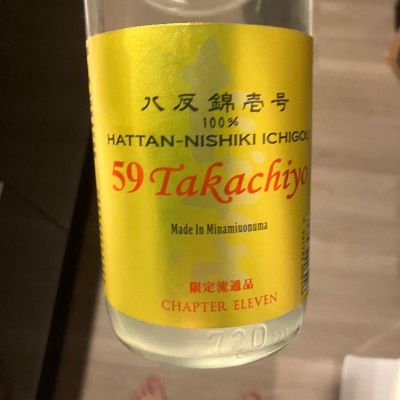 八反錦壱号
100%
HATTAN-NISHIKI ICHIGOU
59 Takachiyo
Made In Minamiuonuma
限定流通品
CHAPTER ELEVEN
720m